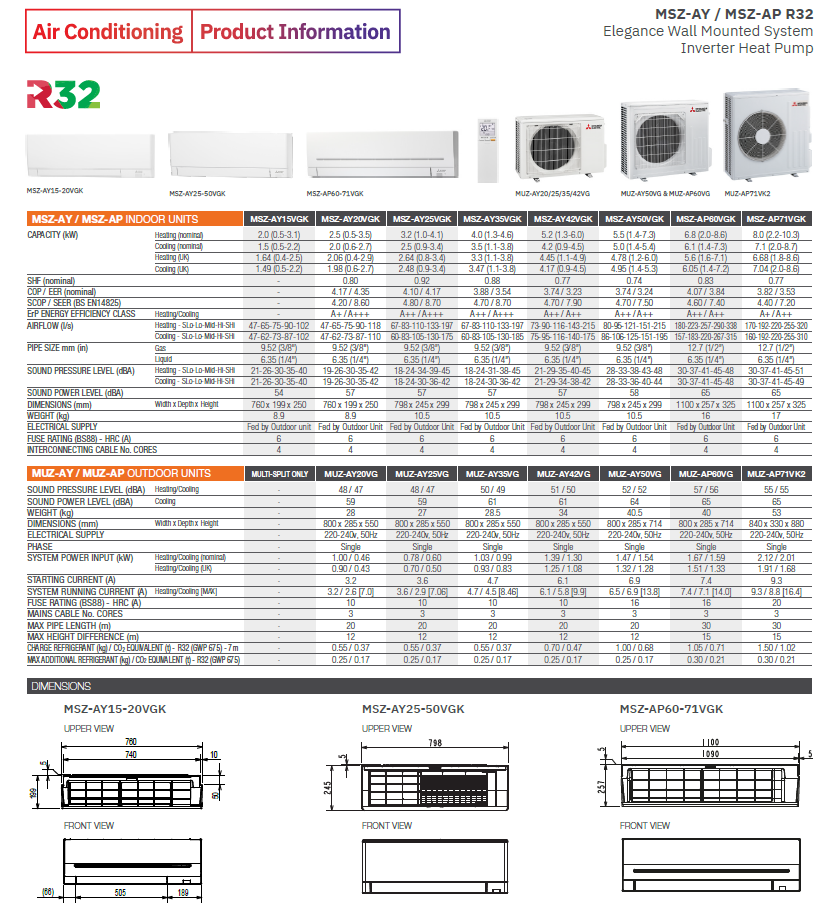 Air Conditioning Product Information
MSZ-AY / MSZ-AP R32
Elegance Wall Mounted System
Inverter Heat Pump
R32
MSZ-AY15-20VGK
MSZ-AY25-50VGK
MSZ-AP60-71VGK
MUZ-AY20/25/35/42VG
MUZ-AY50VG & MUZ-AP60VG
MUZ-AP71VK2
MSZ-AY / MSZ-AP INDOOR UNITS MSZ-AY15VGK MSZ-AY20VGK MSZ-AY25VGK MSZ-AY35VGK MSZ-AY42VGK MSZ-AY50VGK MSZ-AP60VGK MSZ-AP71VGK
CAPACITY (kW) Heating (nominal) 2.0 (0.5-3.1) 2.5 (0.5-3.5) 3.2 (1.0-4.1) 4.0 (1.3-4.6) 5.2 (1.3-6.0) 5.5 (1.4-7.3) 6.8 (2.0-8.6) 8.0 (2.2-10.3)
Cooling (nominal) 1.5 (0.5-2.2) 2.0 (0.6-2.7) 2.5 (0.9-3.4) 3.5 (1.1-3.8) 4.2 (0.9-4.5) 5.0 (1.4-5.4) 6.1 (1.4-7.3) 7.1 (2.0-8.7)
Heating (UK) 1.64 (0.4-2.5) 2.06 (0.4-2.9) 2.64 (0.8-3.4) 3.3 (1.1-3.8) 4.45 (1.1-4.9) 4.78 (1.2-6.0) 5.6 (1.6-7.1) 6.68 (1.8-8.6)
Cooling (UK) 1.49 (0.5-2.2) 1.98 (0.6-2.7) 2.48 (0.9-3.4) 3.47 (1.1-3.8) 4.17 (0.9-4.5) 4.95 (1.4-5.3) 6.05 (1.4-7.2) 7.04 (2.0-8.6)
SHF (nominal) - 0.80 0.92 0.88 0.77 0.74 0.83 0.77
COP / EER (nominal) - 4.17 / 4.35 4.10 / 4.17 3.88 / 3.54 3.74 / 3.23 3.74 / 3.24 4.07 / 3.84 3.82 / 3.53
SCOP / SEER (BS EN14825) - 4.20 / 8.60 4.80 / 8.70 4.70 / 8.70 4.70 / 7.90 4.70 / 7.50 4.60 / 7.40 4.40 / 7.20
ErP ENERGY EFFICIENCY CLASS Heating/Cooling - A+ / A+++ A++ / A+++ A++ / A+++ A++ / A++ A++ / A++ A++ / A++ A+ / A++
AIRFLOW (l/s) Heating - SLo-Lo-Mid-Hi-SHi 47-65-75-90-102 47-65-75-90-118 67-83-110-133-197 67-83-110-133-197 73-90-116-143-215 80-95-121-151-215 180-223-257-290-338 170-192-220-255-320
Cooling - SLo-Lo-Mid-Hi-SHi 47-62-73-87-102 47-62-73-87-110 60-83-105-130-175 60-83-105-130-185 75-95-116-140-175 86-106-125-151-195 157-183-220-267-315 160-192-220-255-310
PIPE SIZE mm (in) Gas 9.52 (3/8") 9.52 (3/8") 9.52 (3/8") 9.52 (3/8") 9.52 (3/8") 9.52 (3/8") 12.7 (1/2") 12.7 (1/2")
Liquid 6.35 (1/4") 6.35 (1/4") 6.35 (1/4") 6.35 (1/4") 6.35 (1/4") 6.35 (1/4") 6.35 (1/4") 6.35 (1/4")
SOUND PRESSURE LEVEL (dBA) Heating - SLo-Lo-Mid-Hi-SHi 21-26-30-35-40 19-26-30-35-42 18-24-34-39-45 18-24-31-38-45 21-29-35-40-45 28-33-38-43-48 30-37-41-45-48 30-37-41-45-51
Cooling - SLo-Lo-Mid-Hi-SHi 21-26-30-35-40 19-26-30-35-42 18-24-30-36-42 18-24-30-36-42 21-29-34-38-42 28-33-36-40-44 30-37-41-45-48 30-37-41-45-49
SOUND POWER LEVEL (dBA) 54 57 57 57 57 58 65 65
DIMENSIONS (mm) Width x Depth x Height 760 x 199 x 250 760 x 199 x 250 798 x 245 x 299 798 x 245 x 299 798 x 245 x 299 798 x 245 x 299 1100 x 257 x 325 1100 x 257 x 325
WEIGHT (kg) 8.9 8.9 10.5 10.5 10.5 10.5 16 17
ELECTRICAL SUPPLY Fed by Outdoor Unit Fed by Outdoor Unit Fed by Outdoor Unit Fed by Outdoor Unit Fed by Outdoor Unit Fed by Outdoor Unit Fed by Outdoor Unit Fed by Outdoor Unit
FUSE RATING (BS88) - HRC (A) 6 6 6 6 6 6 6 6
INTERCONNECTING CABLE No. CORES 4 4 4 4 4 4 4 4
MUZ-AY / MUZ-AP OUTDOOR UNITS MULTI-SPLIT ONLY MUZ-AY20VG MUZ-AY25VG MUZ-AY35VG MUZ-AY42VG MUZ-AY50VG MUZ-AP60VG MUZ-AP71VK2
SOUND PRESSURE LEVEL (dBA) Heating/Cooling - 48 / 47 48 / 47 50 / 49 51 / 50 52 / 52 57 / 56 55 / 55
SOUND POWER LEVEL (dBA) Cooling - 59 59 61 61 64 65 65
WEIGHT (kg) - 28 27 28.5 34 40.5 40 53
DIMENSIONS (mm) Width x Depth x Height - 800 x 285 x 550 800 x 285 x 550 800 x 285 x 550 800 x 285 x 550 800 x 285 x 714 800 x 285 x 714 840 x 330 x 880
ELECTRICAL SUPPLY - 220-240v, 50Hz 220-240v, 50Hz 220-240v, 50Hz 220-240v, 50Hz 220-240v, 50Hz 220-240v, 50Hz 220-240v, 50Hz
PHASE - Single Single Single Single Single Single Single
SYSTEM POWER INPUT (kW) Heating/Cooling (nominal) - 1.00 / 0.46 0.78 / 0.60 1.03 / 0.99 1.39 / 1.30 1.47 / 1.54 1.67 / 1.59 2.12 / 2.01
Heating/Cooling (UK) - 0.90 / 0.43 0.70 / 0.50 0.93 / 0.83 1.25 / 1.08 1.32 / 1.28 1.51 / 1.33 1.91 / 1.68
STARTING CURRENT (A) - 3.2 3.6 4.7 6.1 6.9 7.4 9.3
SYSTEM RUNNING CURRENT (A) Heating/Cooling [MAX] - 3.2 / 2.6 [7.0] 3.6 / 2.9 [7.06] 4.7 / 4.5 [8.46] 6.1 / 5.8 [9.9] 6.5 / 6.9 [13.8] 7.4 / 7.1 [14.0] 9.3 / 8.8 [16.4]
FUSE RATING (BS88) - HRC (A) - 10 10 10 10 16 16 20
MAINS CABLE No. CORES - 3 3 3 3 3 3 3
MAX PIPE LENGTH (m) - 20 20 20 20 20 30 30
MAX HEIGHT DIFFERENCE (m) - 12 12 12 12 12 15 15
CHARGE REFRIGERANT (kg) / CO2 EQUIVALENT (t) - R32 (GWP 675) - 7m - 0.55 / 0.37 0.55 / 0.37 0.55 / 0.37 0.70 / 0.47 1.00 / 0.68 1.05 / 0.71 1.50 / 1.02
MAX ADDITIONAL REFRIGERANT (kg) / CO2 EQUIVALENT (t) - R32 (GWP 675) - 0.25 / 0.17 0.25 / 0.17 0.25 / 0.17 0.25 / 0.17 0.25 / 0.17 0.30 / 0.21 0.30 / 0.21
DIMENSIONS
MSZ-AY15-20VGK MSZ-AY25-50VGK MSZ-AP60-71VGK
UPPER VIEW UPPER VIEW UPPER VIEW
760 798 1100
740 10 1090
5 5 5 5
199 50 245 257
FRONT VIEW FRONT VIEW FRONT VIEW
(66) 505 189